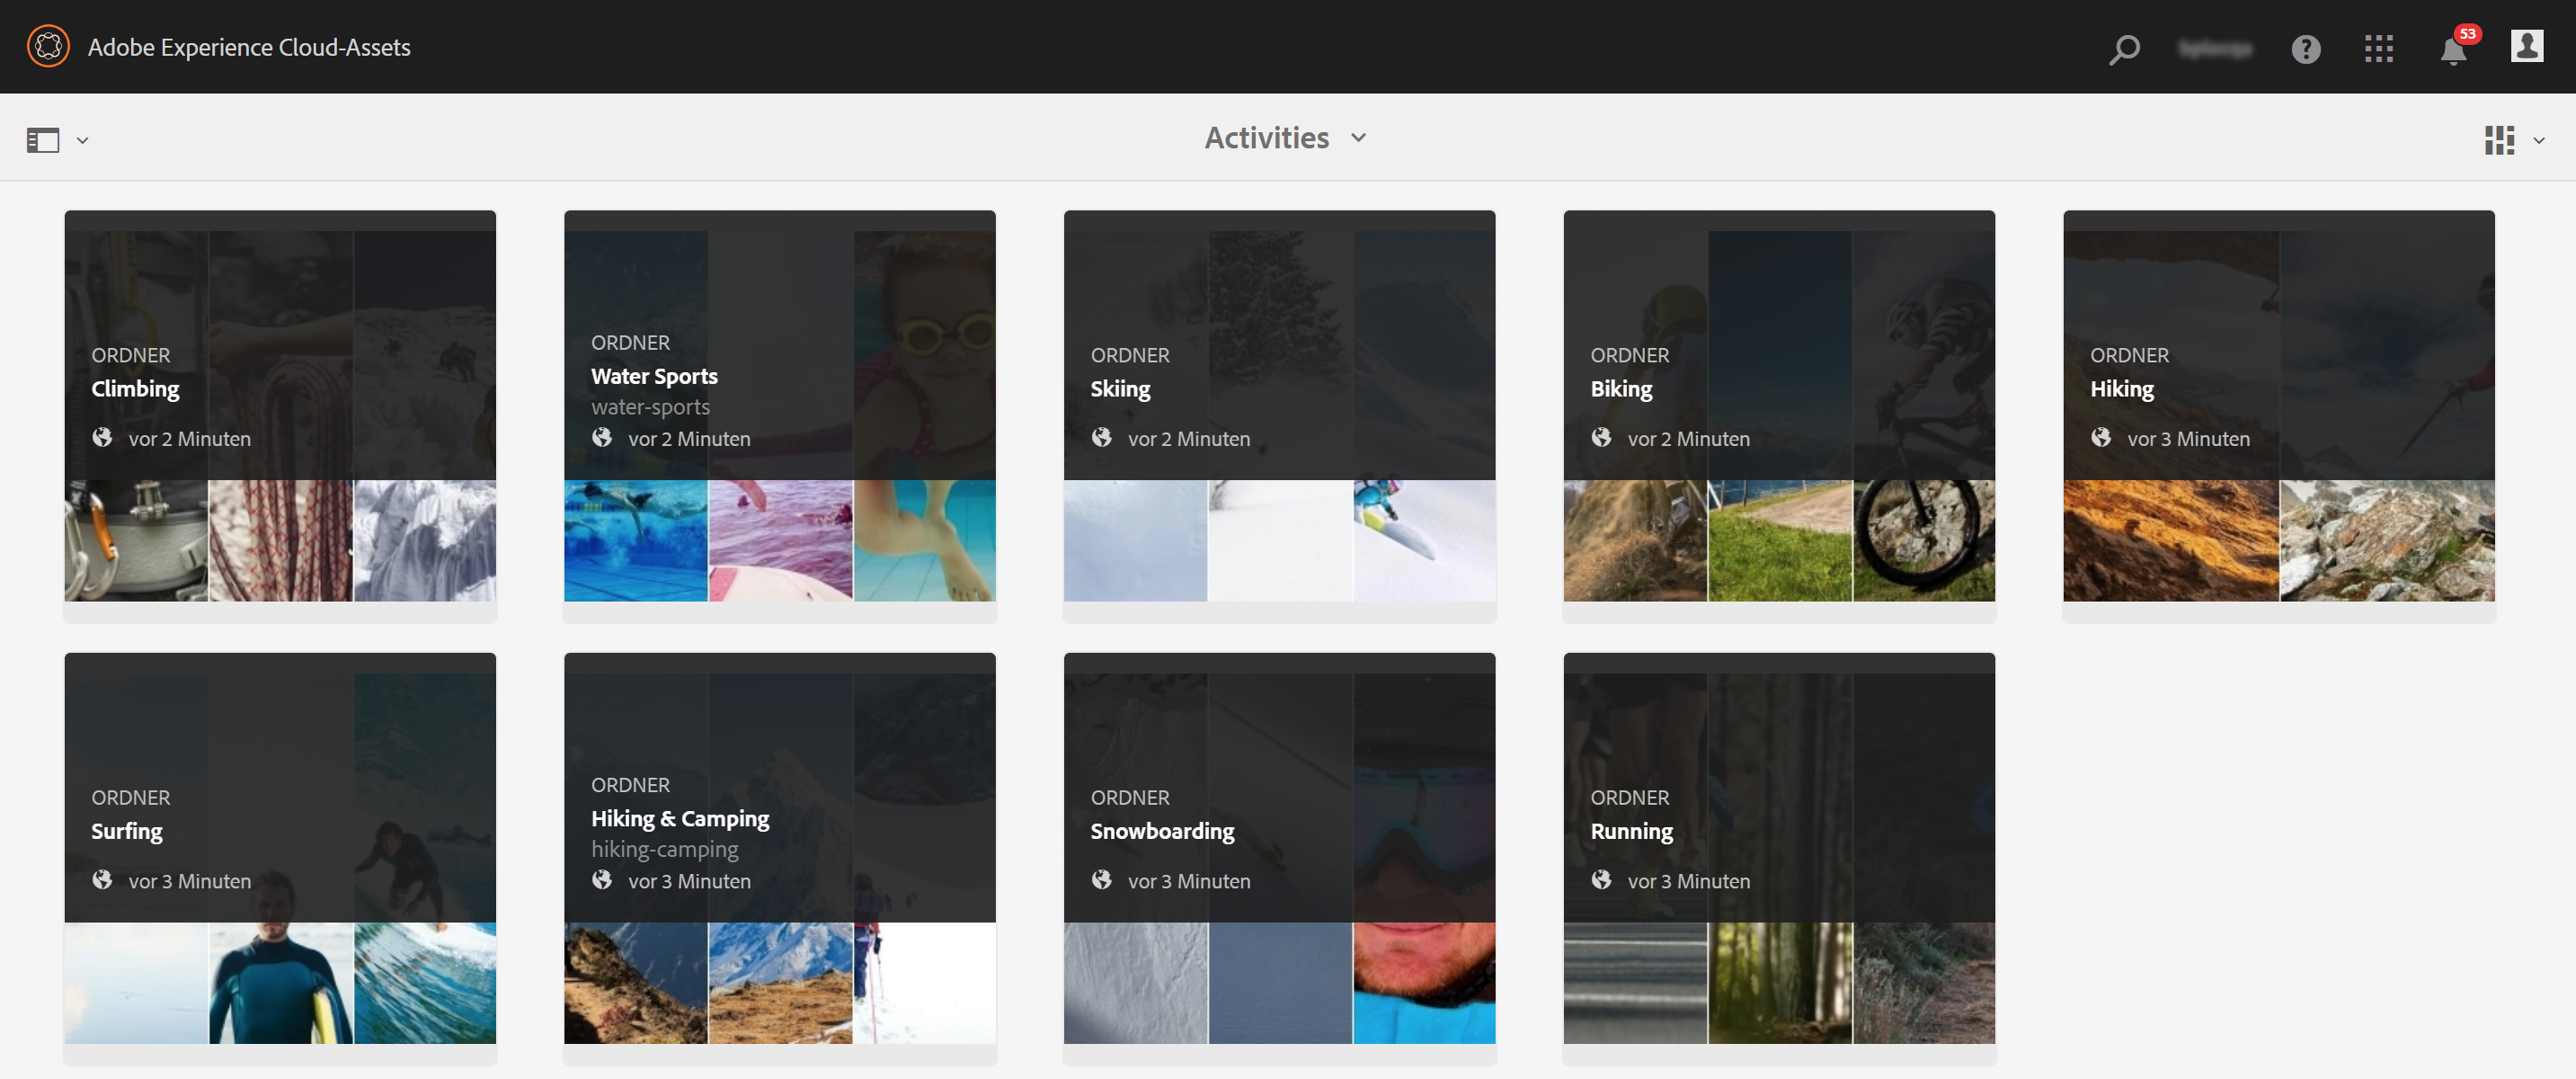 Adobe Experience Cloud-Assets
53
Activities
ORDNER
Climbing
vor 2 Minuten
ORDNER
Water Sports
water-sports
vor 2 Minuten
ORDNER
Skiing
vor 2 Minuten
ORDNER
Biking
vor 2 Minuten
ORDNER
Hiking
vor 3 Minuten
ORDNER
Surfing
vor 3 Minuten
ORDNER
Hiking & Camping
hiking-camping
vor 3 Minuten
ORDNER
Snowboarding
vor 3 Minuten
ORDNER
Running
vor 3 Minuten